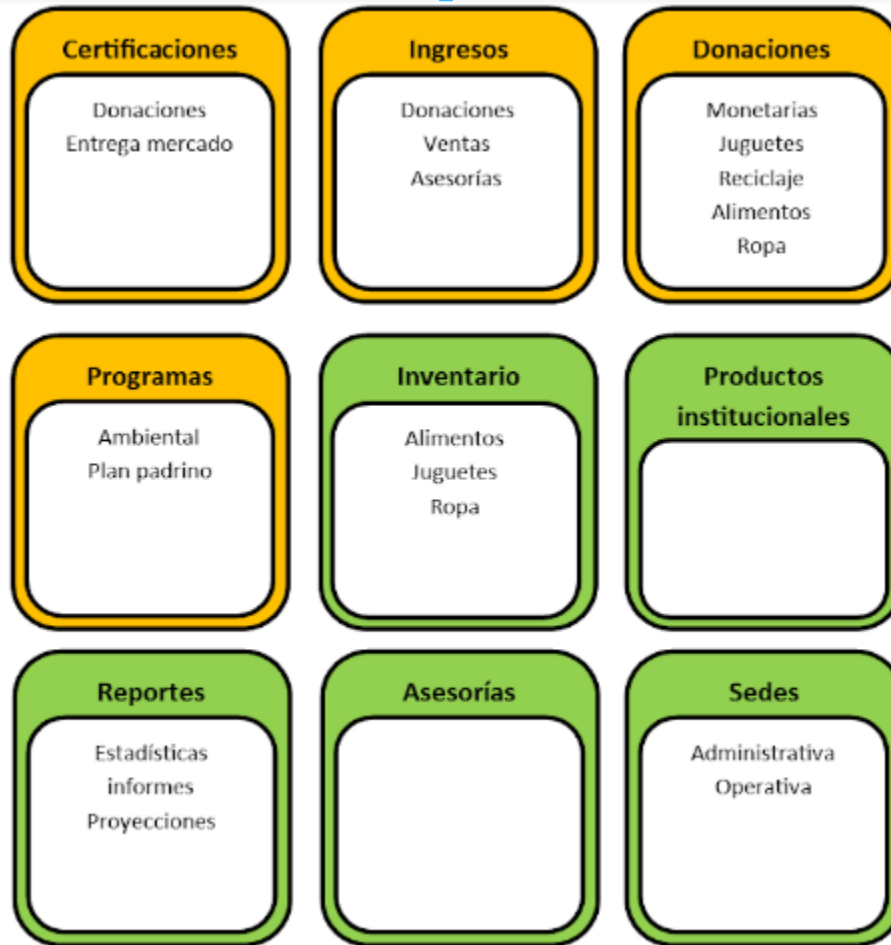 Certificaciones
Donaciones
Entrega mercado
Ingresos
Donaciones
Ventas
Asesorías
Donaciones
Monetarias
Juguetes
Reciclaje
Alimentos
Ropa
Programas
Ambiental
Plan padrino
Inventario
Alimentos
Juguetes
Ropa
Productos
institucionales
Reportes
Estadísticas
informes
Proyecciones
Asesorías
Sedes
Administrativa
Operativa